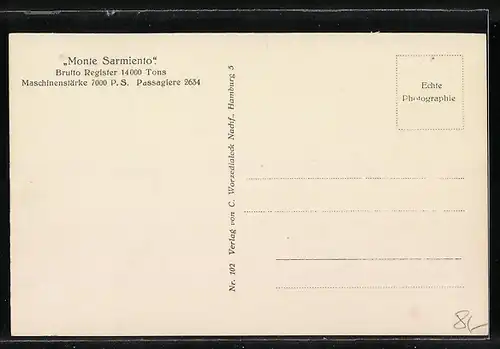 „Monte Sarmiento“
Brutto Register 14000 Tons
Maschinenstärke 7000 P. S. Passagiere 2654
Nr. 102 Verlag von C. Worzedialeck Nachf., Hamburg 5
Echte
Photographie
8/-